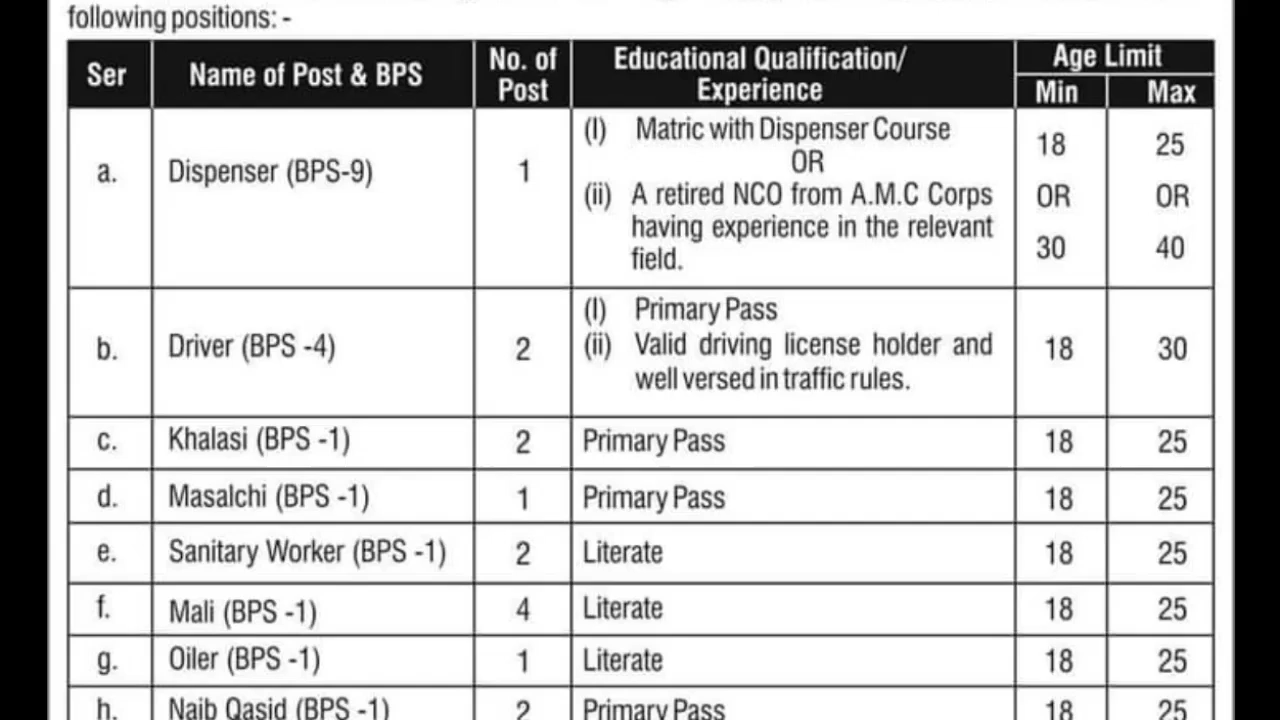 following positions: -
Ser Name of Post & BPS No. of Post Educational Qualification/ Experience Age Limit Min Max
a. Dispenser (BPS-9) 1 (I) Matric with Dispenser Course 18 25
OR OR OR
(ii) A retired NCO from A.M.C Corps
having experience in the relevant 30 40
field.
b. Driver (BPS -4) 2 (I) Primary Pass 18 30
(ii) Valid driving license holder and
well versed in traffic rules.
c. Khalasi (BPS -1) 2 Primary Pass 18 25
d. Masalchi (BPS -1) 1 Primary Pass 18 25
e. Sanitary Worker (BPS -1) 2 Literate 18 25
f. Mali (BPS -1) 4 Literate 18 25
g. Oiler (BPS -1) 1 Literate 18 25
h. Naib Qasid (BPS -1) 2 Primary Pass 18 25